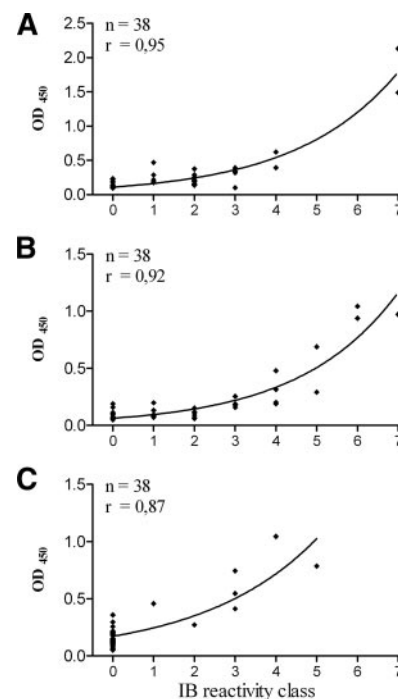 A
n = 38
r = 0,95
2.5
2.0
1.5
1.0
0.5
0.0
OD 450
0 1 2 3 4 5 6 7
B
n = 38
r = 0,92
1.5
1.0
0.5
0.0
OD 450
0 1 2 3 4 5 6 7
C
n = 38
r = 0,87
1.5
1.0
0.5
0.0
OD 450
0 1 2 3 4 5 6 7
IB reactivity class